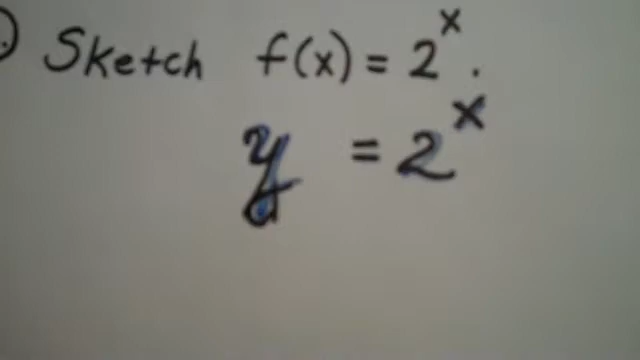 Sketch f(x) = 2^x.
y = 2^x